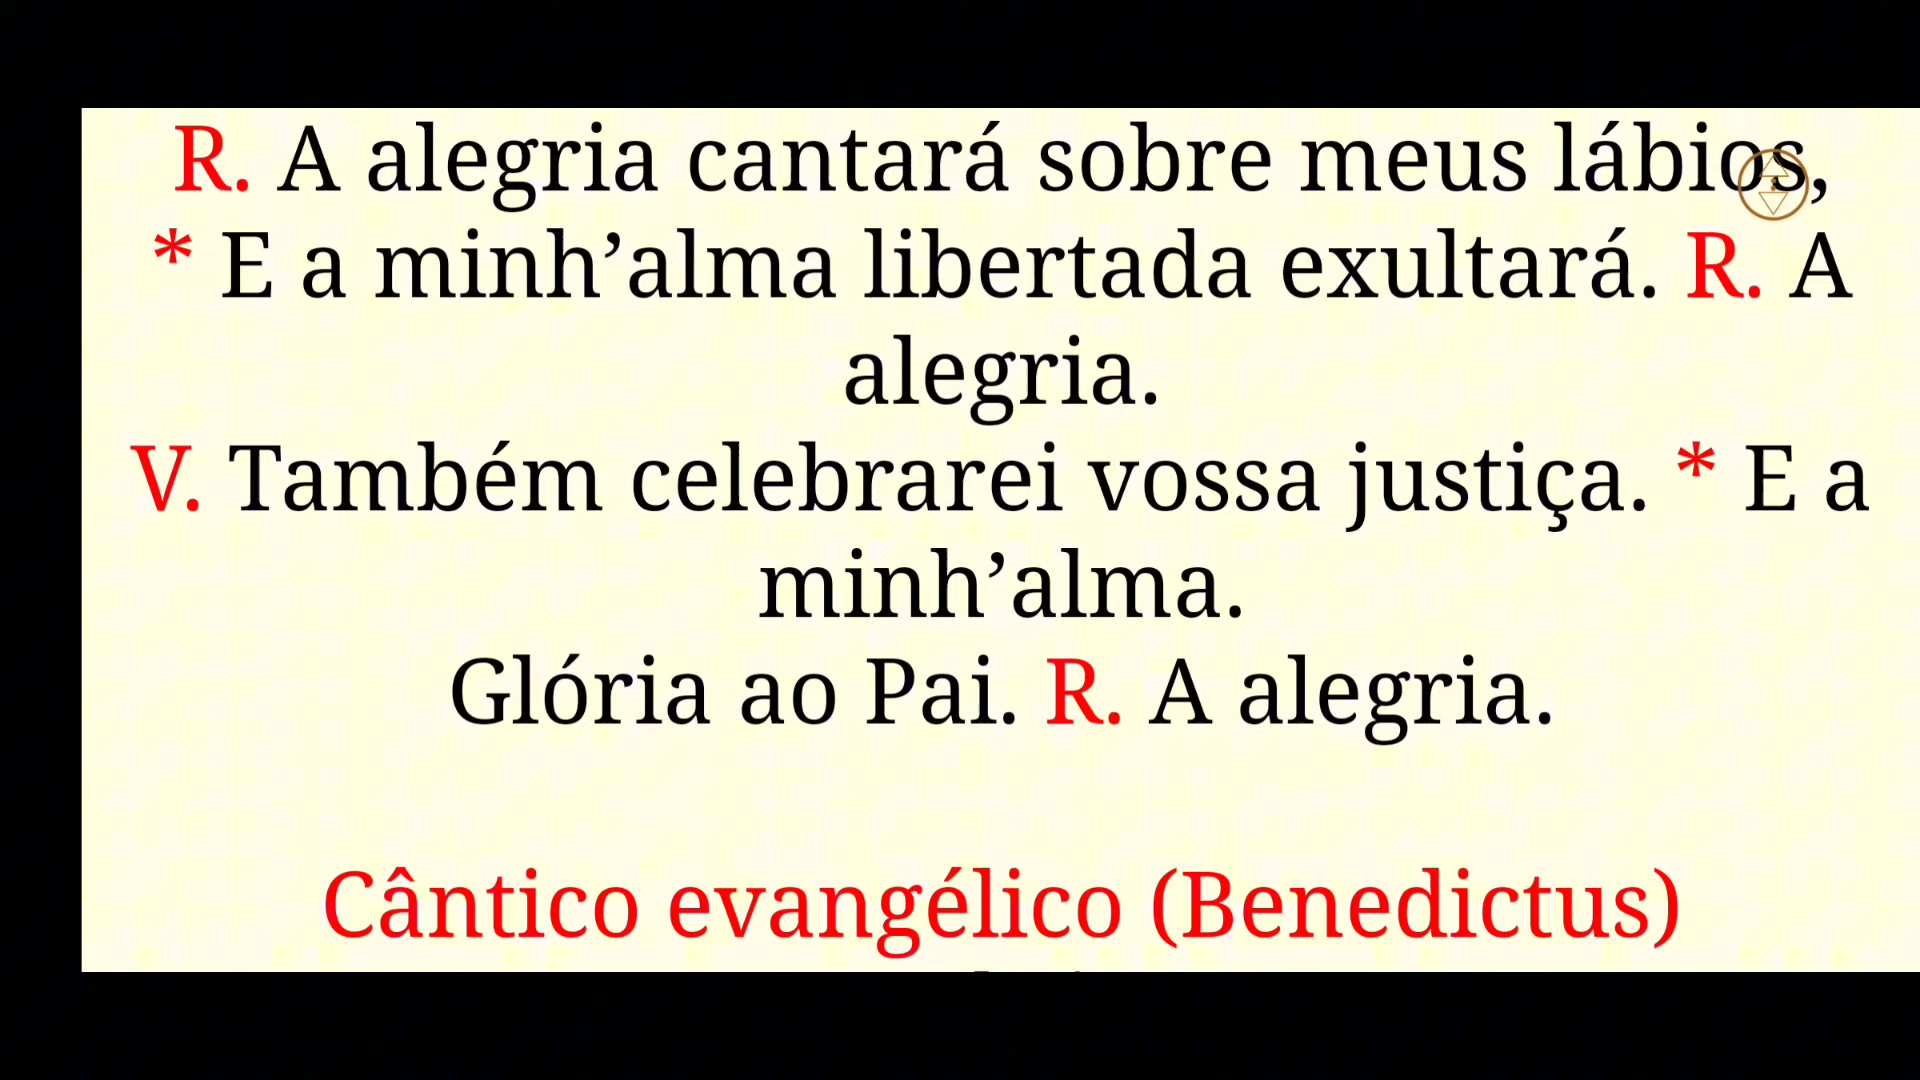 R. A alegria cantará sobre meus lábios,
* E a minh’alma libertada exultará. R. A
alegria.
V. Também celebrarei vossa justiça. * E a
minh’alma.
Glória ao Pai. R. A alegria.
Cântico evangélico (Benedictus)